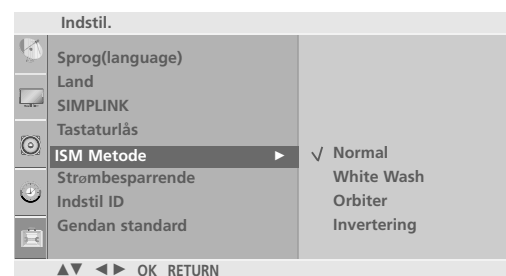 Indstil.
Sprog(language)
Land
SIMPLINK
Tastaturlås
ISM Metode ►
Strømbesparrende
Indstil ID
Gendan standard
√ Normal
White Wash
Orbiter
Invertering
▲▼ ◄► OK RETURN